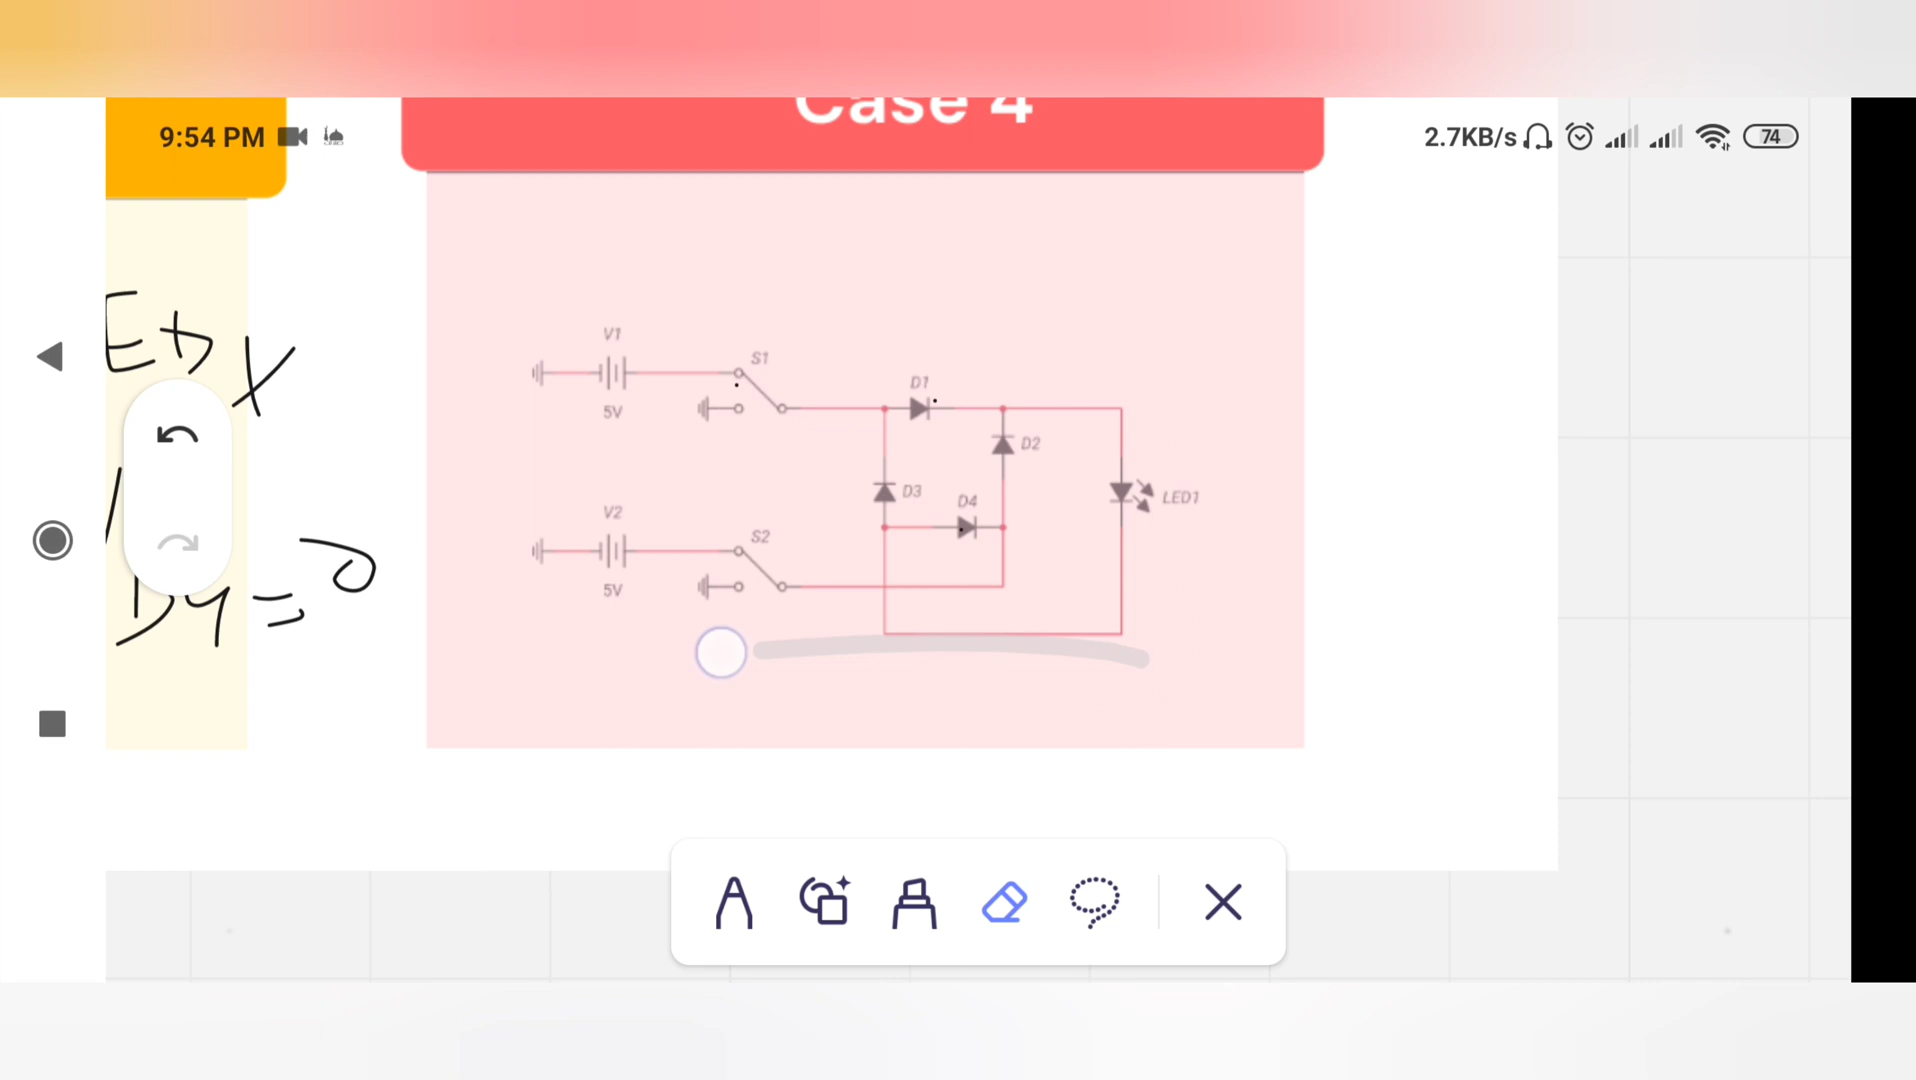 Case 4
9:54 PM
2.7KB/s
74
V1
5V
S1
D1
D2
D3
D4
LED1
V2
5V
S2
D4=0